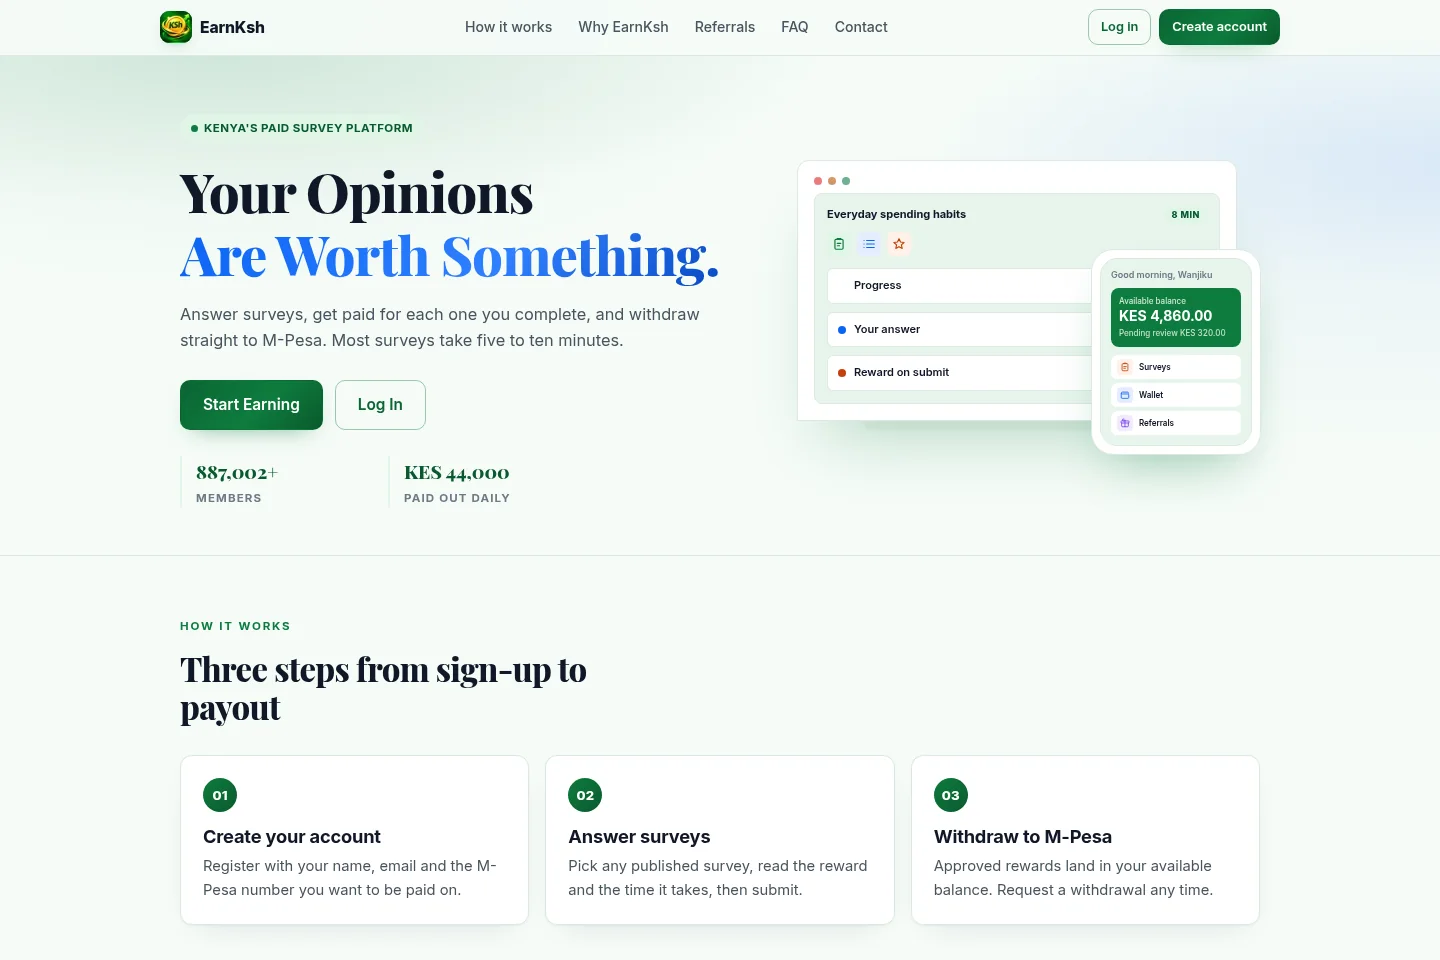 KSh
EarnKsh
How it works
Why EarnKsh
Referrals
FAQ
Contact
Log in
Create account
KENYA'S PAID SURVEY PLATFORM
Your Opinions
Are Worth Something.
Answer surveys, get paid for each one you complete, and withdraw
straight to M-Pesa. Most surveys take five to ten minutes.
Start Earning
Log In
887,002+
MEMBERS
KES 44,000
PAID OUT DAILY
Everyday spending habits
8 MIN
Progress
Your answer
Reward on submit
Good morning, Wanjiku
Available balance
KES 4,860.00
Pending review KES 320.00
Surveys
Wallet
Referrals
HOW IT WORKS
Three steps from sign-up to
payout
01
Create your account
Register with your name, email and the M-
Pesa number you want to be paid on.
02
Answer surveys
Pick any published survey, read the reward
and the time it takes, then submit.
03
Withdraw to M-Pesa
Approved rewards land in your available
balance. Request a withdrawal any time.